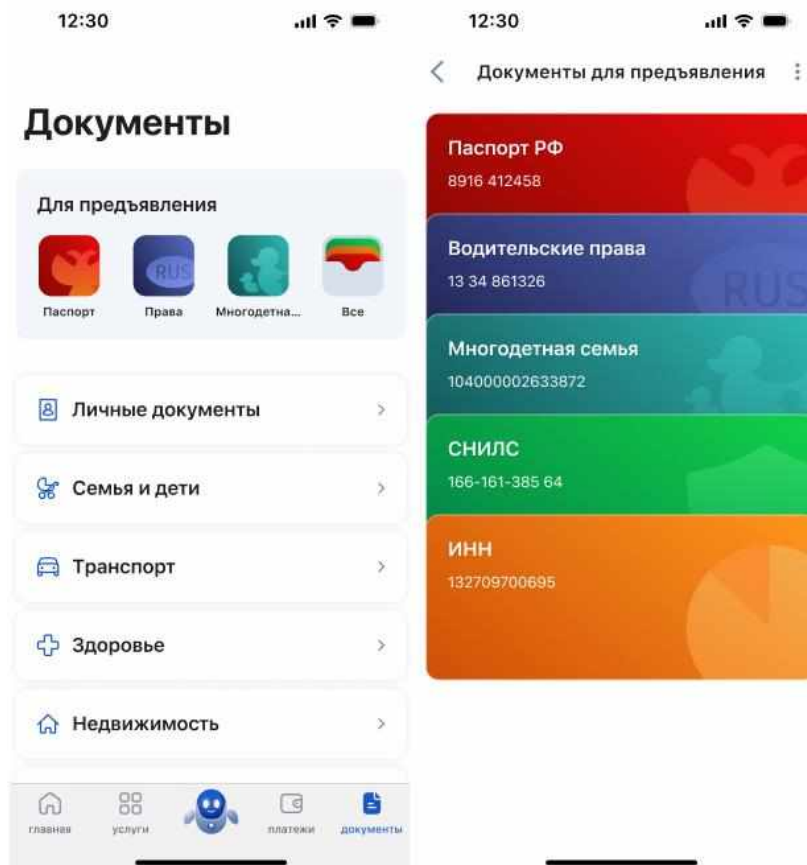 12:30
Документы
Для предъявления
RUS
Паспорт
Права
Многодетна...
Все
Личные документы
Семья и дети
Транспорт
Здоровье
Недвижимость
главная
услуги
платежи
документы
12:30
Документы для предъявления
Паспорт РФ
8916 412458
Водительские права
13 34 861326
RUS
Многодетная семья
104000002633872
СНИЛС
166-161-385 64
ИНН
132709700695